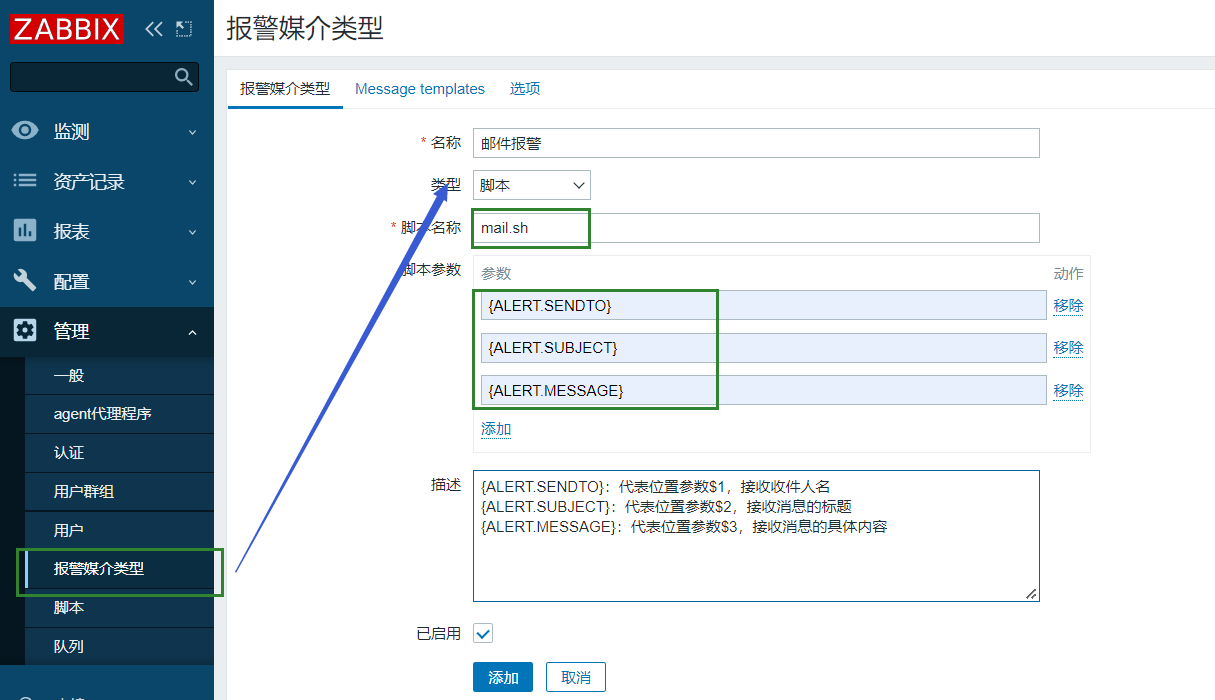 ZABBIX
监测
资产记录
报表
配置
管理
一般
agent代理程序
认证
用户群组
用户
报警媒介类型
脚本
队列
报警媒介类型
报警媒介类型 Message templates 选项
* 名称 邮件报警
类型 脚本
* 脚本名称 mail.sh
脚本参数 参数 动作
{ALERT.SENDTO} 移除
{ALERT.SUBJECT} 移除
{ALERT.MESSAGE} 移除
添加
描述 {ALERT.SENDTO}：代表位置参数$1，接收收件人名
{ALERT.SUBJECT}：代表位置参数$2，接收消息的标题
{ALERT.MESSAGE}：代表位置参数$3，接收消息的具体内容
已启用
添加 取消